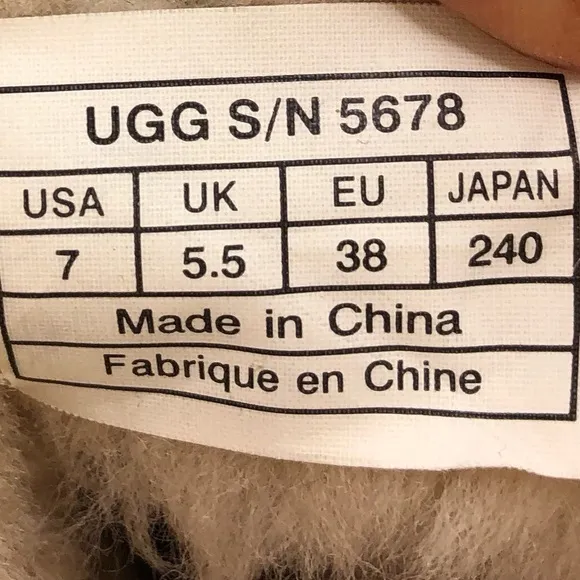 UGG S/N 5678
USA UK EU JAPAN
7 5.5 38 240
Made in China
Fabrique en Chine